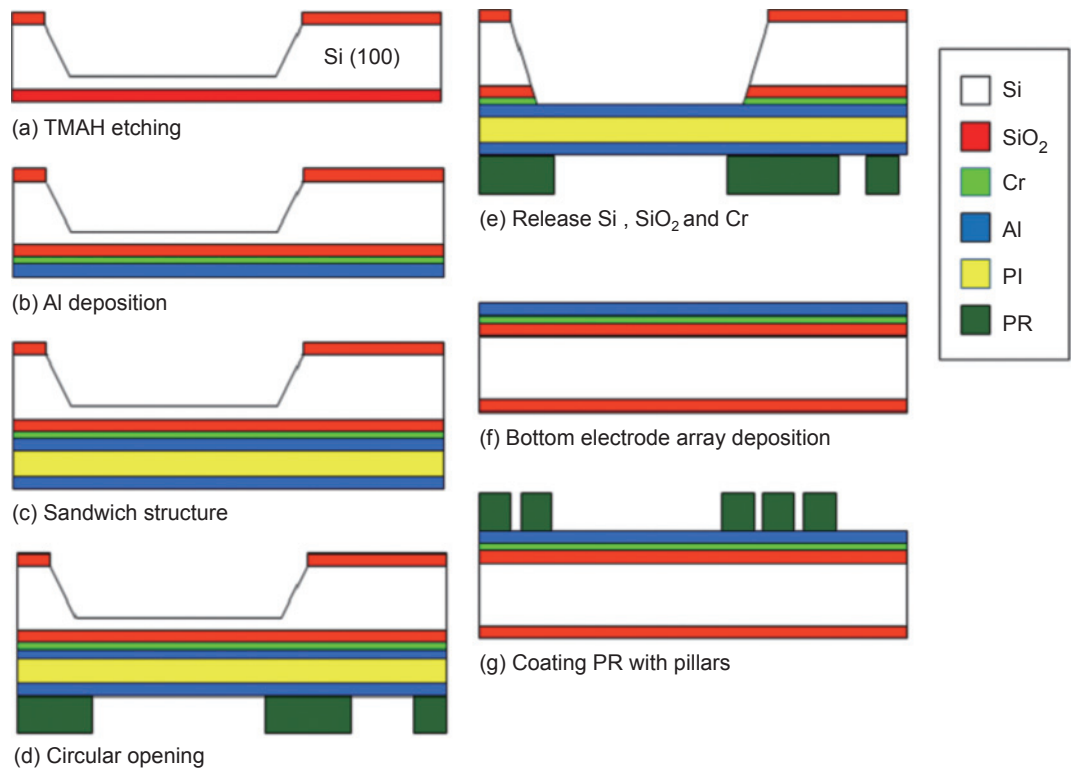 Si (100)
(a) TMAH etching
(b) Al deposition
(c) Sandwich structure
(d) Circular opening
(e) Release Si , SiO₂ and Cr
(f) Bottom electrode array deposition
(g) Coating PR with pillars
Si
SiO₂
Cr
Al
PI
PR